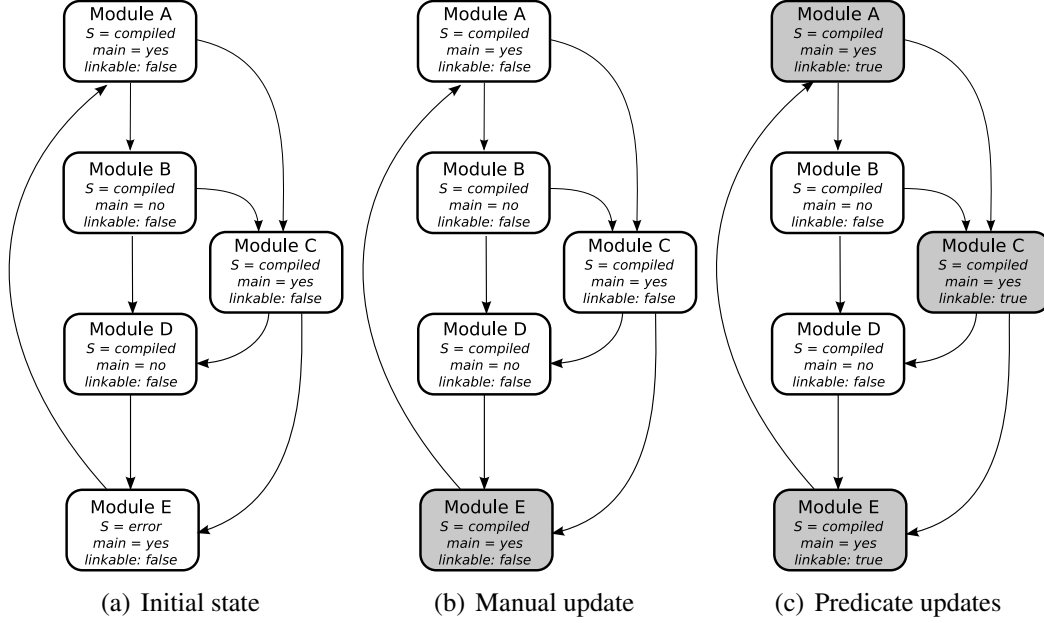 Module A
S = compiled
main = yes
linkable: false
Module B
S = compiled
main = no
linkable: false
Module C
S = compiled
main = yes
linkable: false
Module D
S = compiled
main = no
linkable: false
Module E
S = error
main = yes
linkable: false
(a) Initial state
Module A
S = compiled
main = yes
linkable: false
Module B
S = compiled
main = no
linkable: false
Module C
S = compiled
main = yes
linkable: false
Module D
S = compiled
main = no
linkable: false
Module E
S = compiled
main = yes
linkable: false
(b) Manual update
Module A
S = compiled
main = yes
linkable: true
Module B
S = compiled
main = no
linkable: false
Module C
S = compiled
main = yes
linkable: true
Module D
S = compiled
main = no
linkable: false
Module E
S = compiled
main = yes
linkable: true
(c) Predicate updates